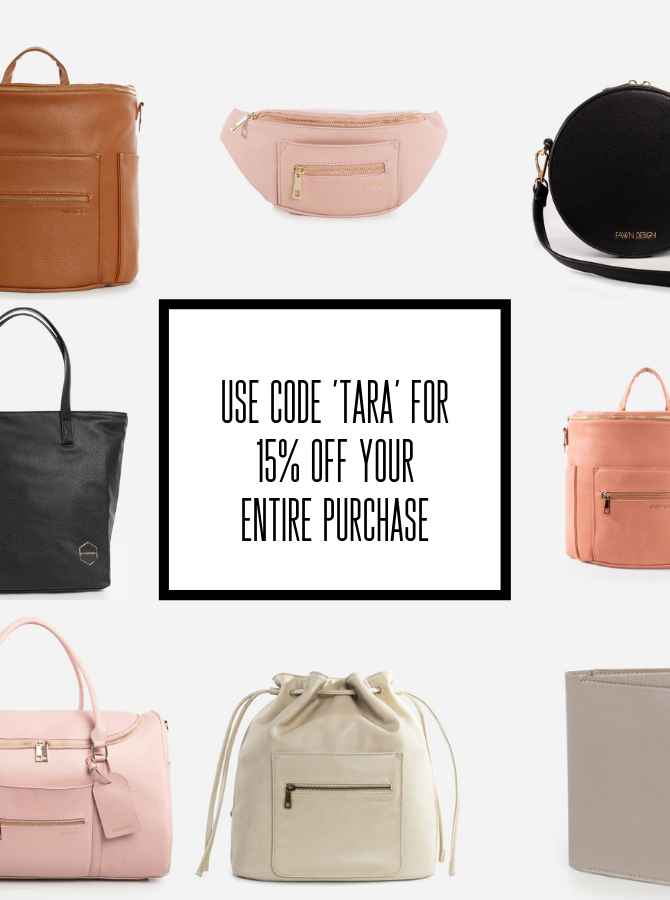 FAWN DESIGN
USE CODE 'TARA' FOR
15% OFF YOUR
ENTIRE PURCHASE